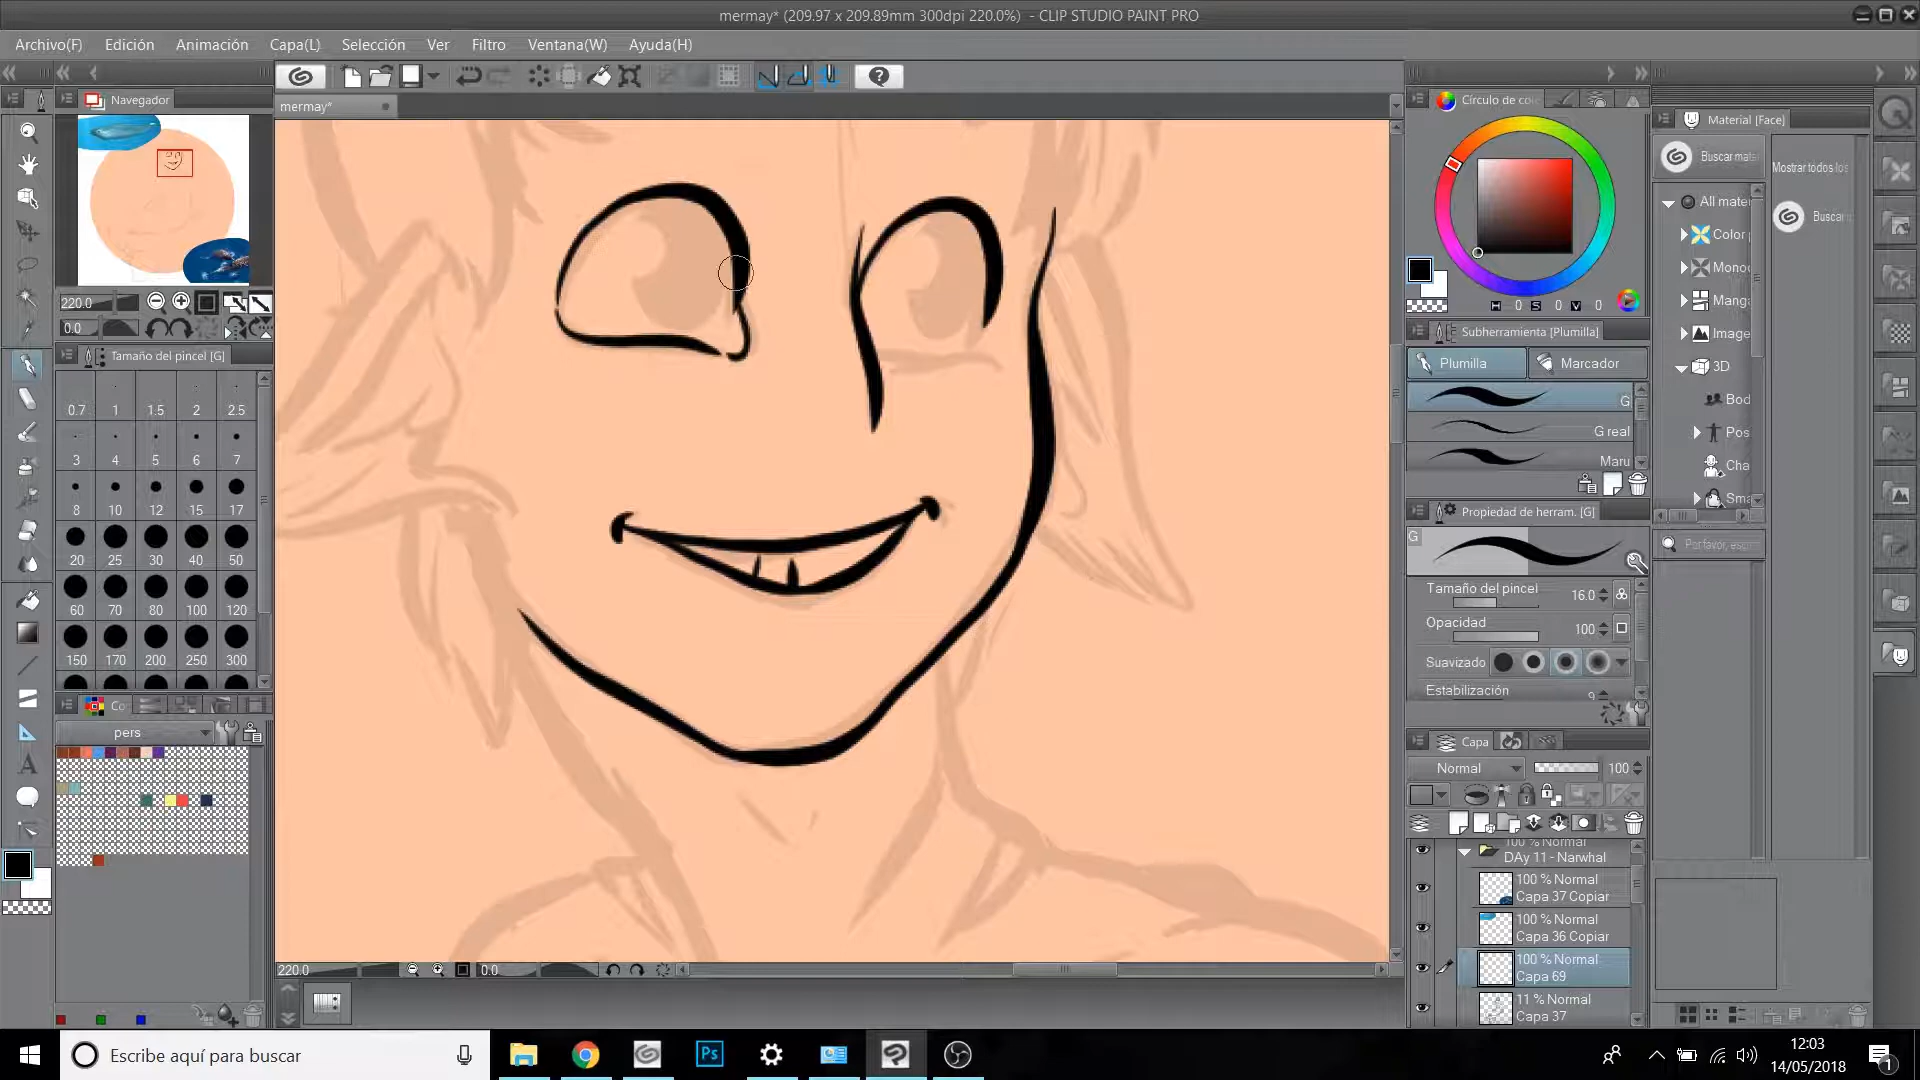 mermay* (209.97 x 209.89mm 300dpi 220.0%) - CLIP STUDIO PAINT PRO
Archivo(F) Edición Animación Capa(L) Selección Ver Filtro Ventana(W) Ayuda(H)
Navegador
mermay*
220.0
0.0
Tamaño del pincel [G]
0.7 1 1.5 2 2.5
3 4 5 6 7
8 10 12 15 17
20 25 30 40 50
60 70 80 100 120
150 170 200 250 300
Co
pers
220.0 0.0
Círculo de colo
H 0 S 0 V 0
Subherramienta [Plumilla]
Plumilla Marcador
G
G real
Maru
Propiedad de herram. [G]
G
Tamaño del pincel 16.0
Opacidad 100
Suavizado
Estabilización 9
Capa
Normal 100
100 % Normal
DAy 11 - Narwhal
100 % Normal
Capa 37 Copiar
100 % Normal
Capa 36 Copiar
100 % Normal
Capa 69
11 % Normal
Capa 37
Material [Face]
Buscar mate
Mostrar todos los
All mater
Buscar
Color p
Mono
Mang
Image
3D
Bod
Pos
Cha
Sma
Por favor, escri
Escribe aquí para buscar
Ps
12:03
14/05/2018
1